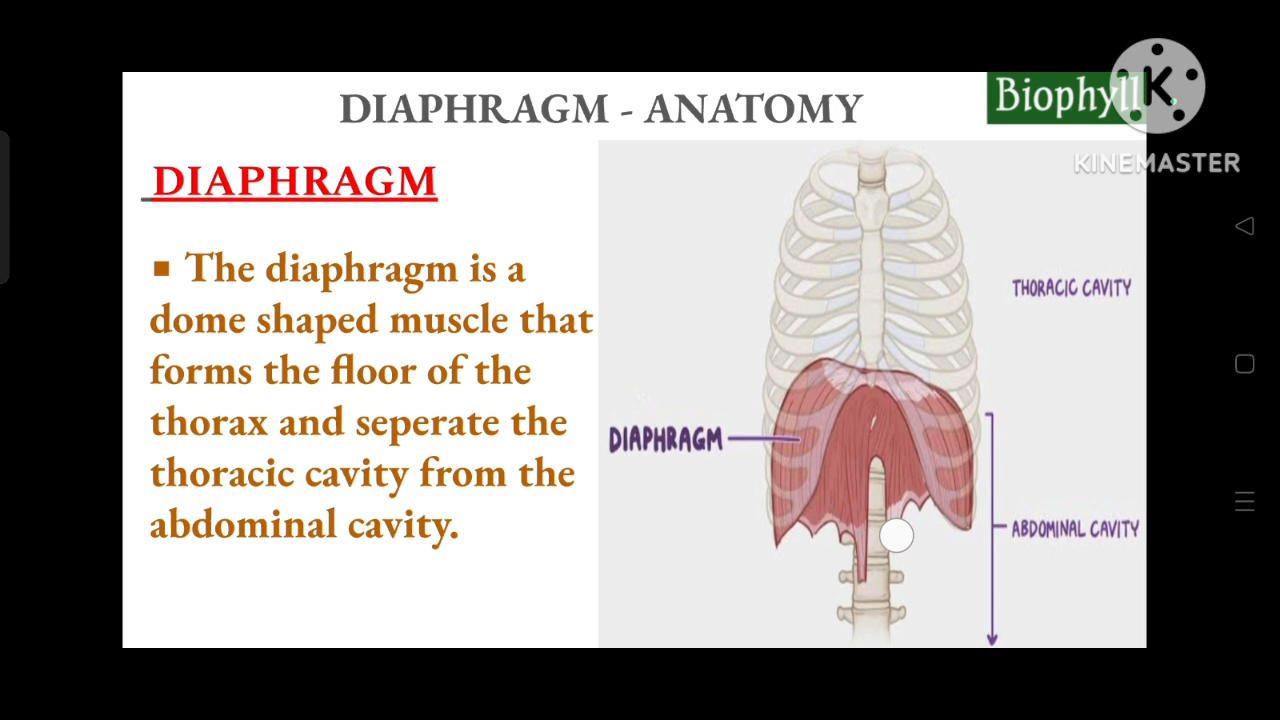 DIAPHRAGM - ANATOMY
Biophyll
KINEMASTER
DIAPHRAGM
▪ The diaphragm is a
dome shaped muscle that
forms the floor of the
thorax and seperate the
thoracic cavity from the
abdominal cavity.
THORACIC CAVITY
DIAPHRAGM
ABDOMINAL CAVITY